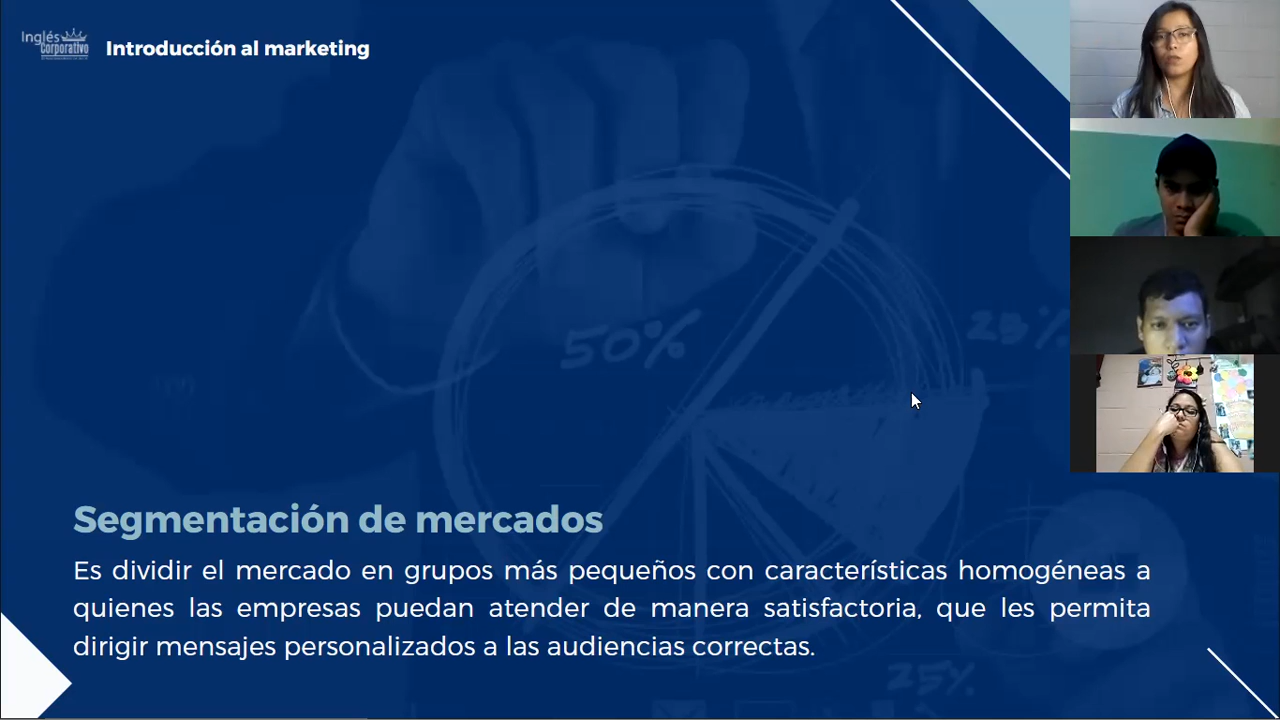 Inglés
Corporativo
Introducción al marketing
50%
25%
Segmentación de mercados
Es dividir el mercado en grupos más pequeños con características homogéneas a
quienes las empresas puedan atender de manera satisfactoria, que les permita
dirigir mensajes personalizados a las audiencias correctas.
25%